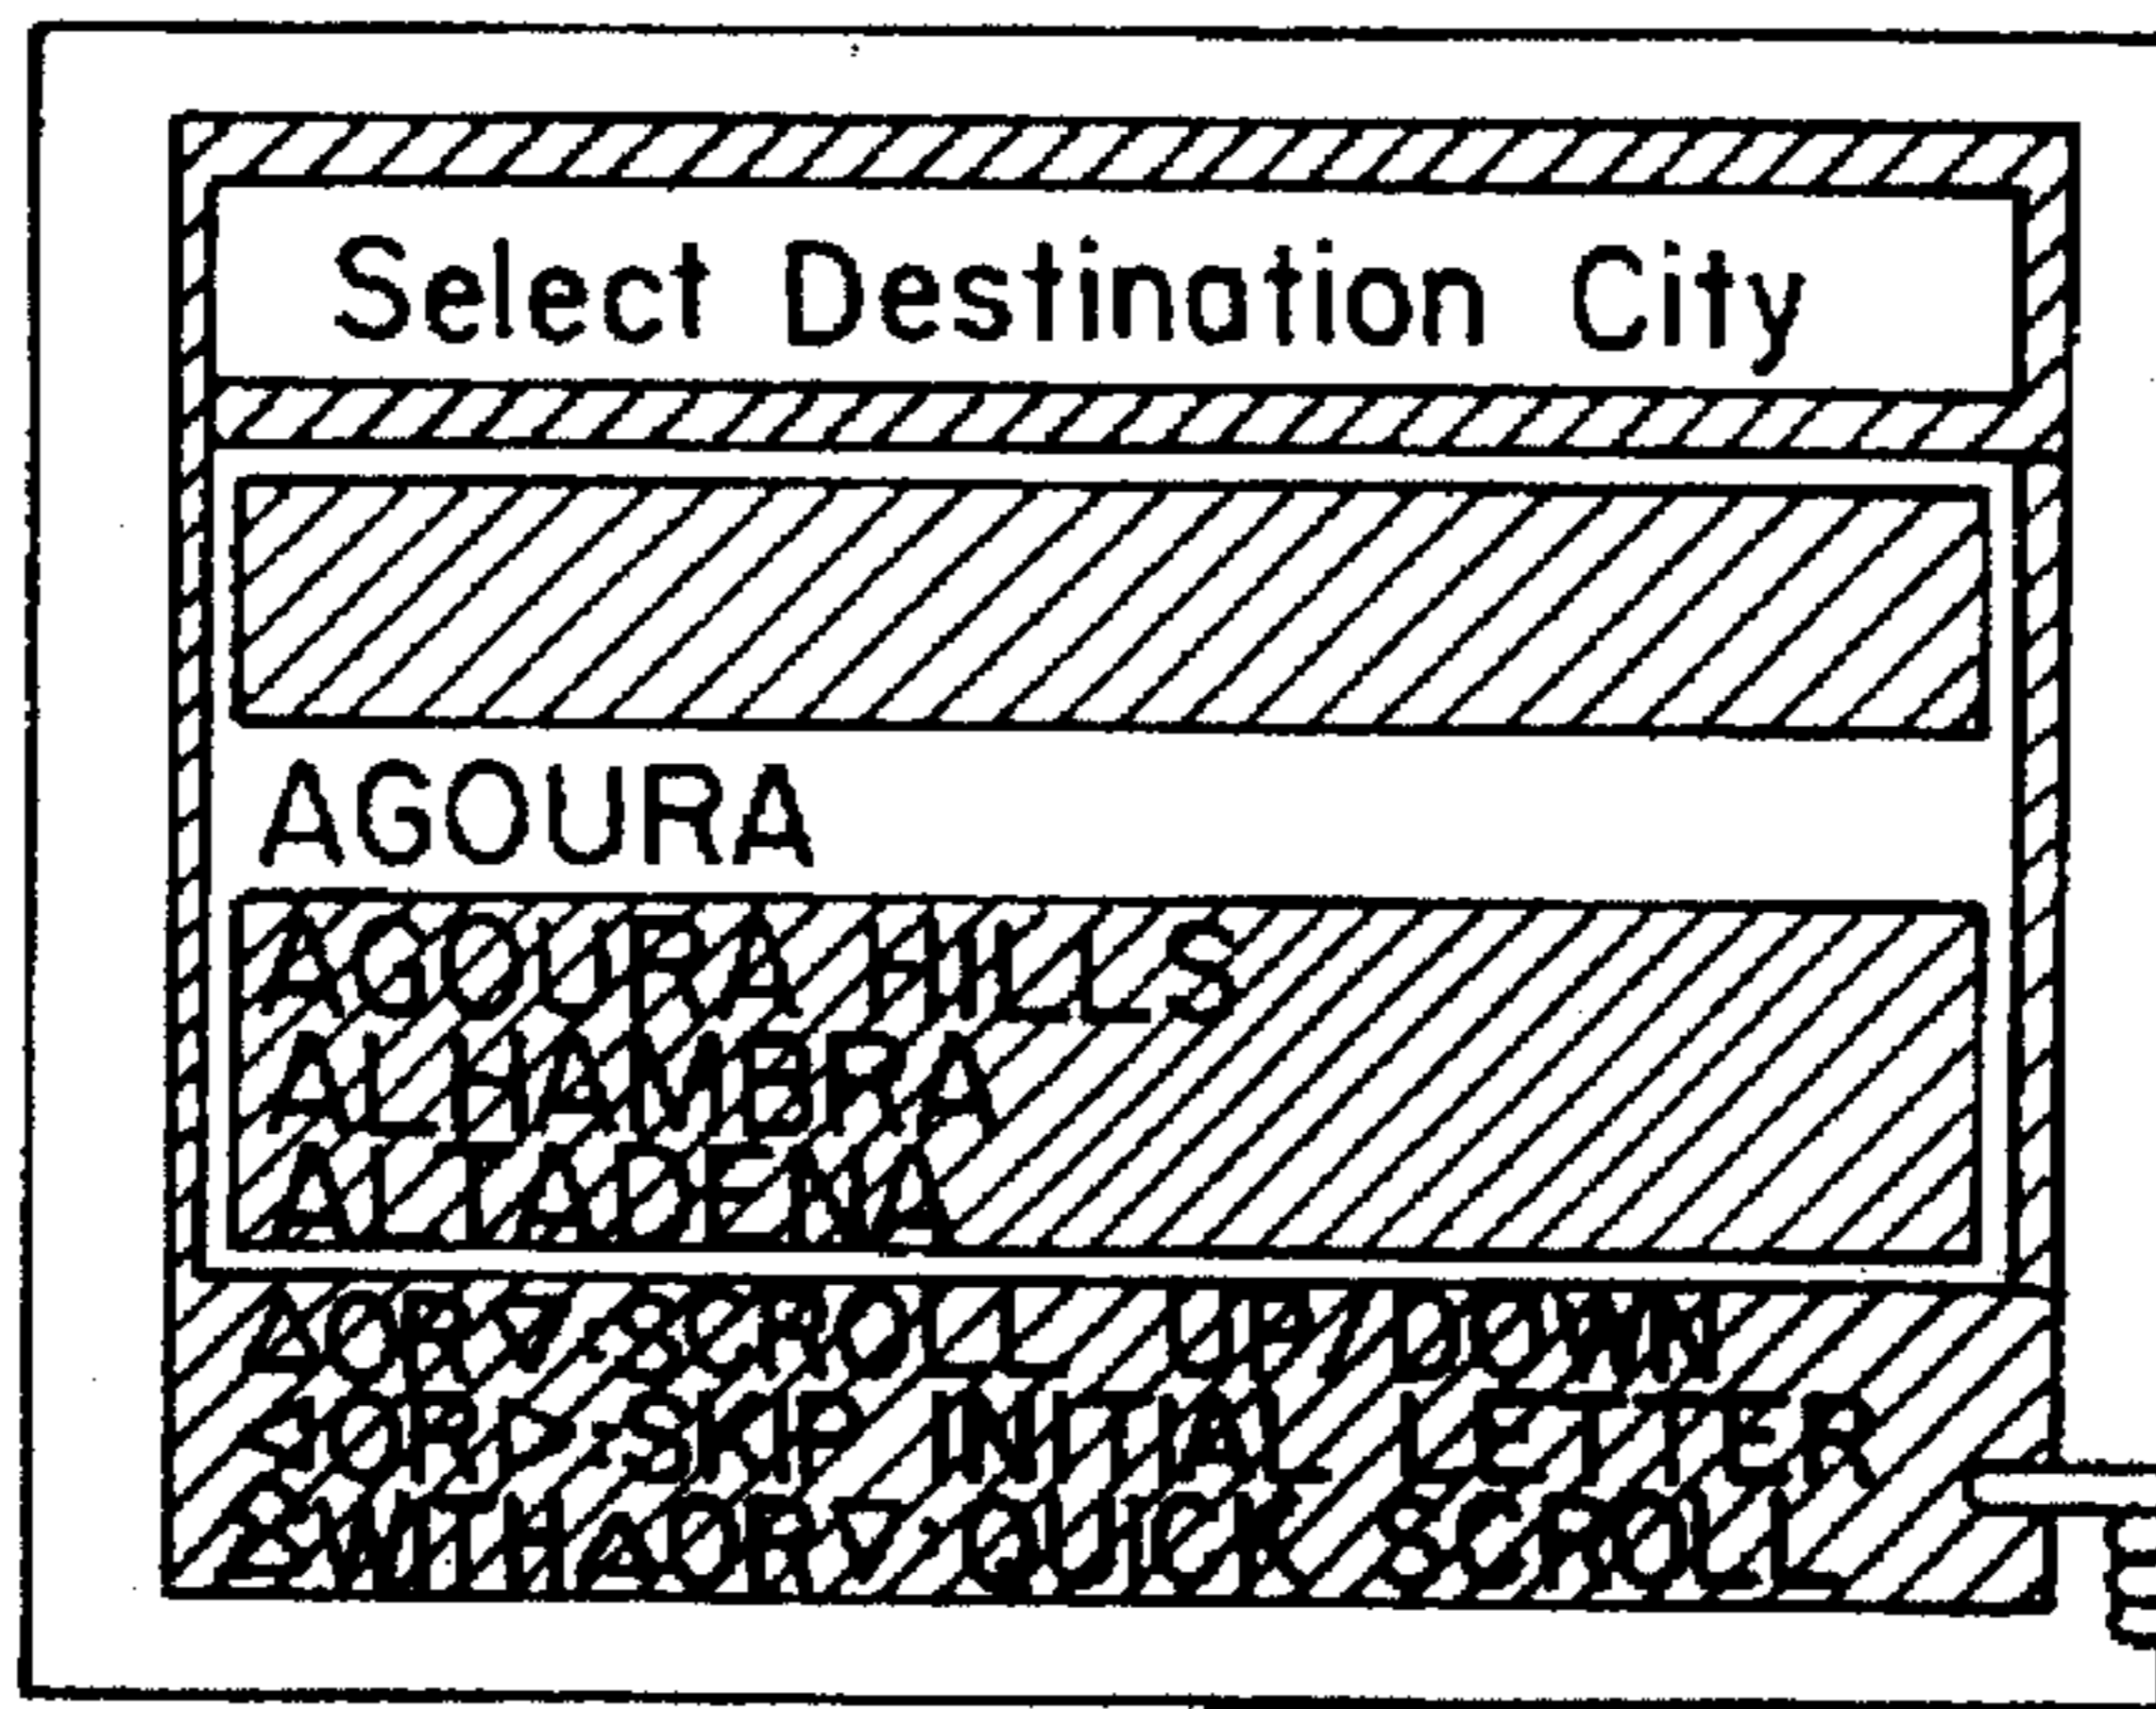 Select Destination City
AGOURA
AGOURA HILLS
ALHAMBRA
ALTADENA
△OR▽:SCROLL UP/DOWN
◁OR▷:SKIP INITIAL LETTER
& WITH△OR▽:QUICK SCROLL